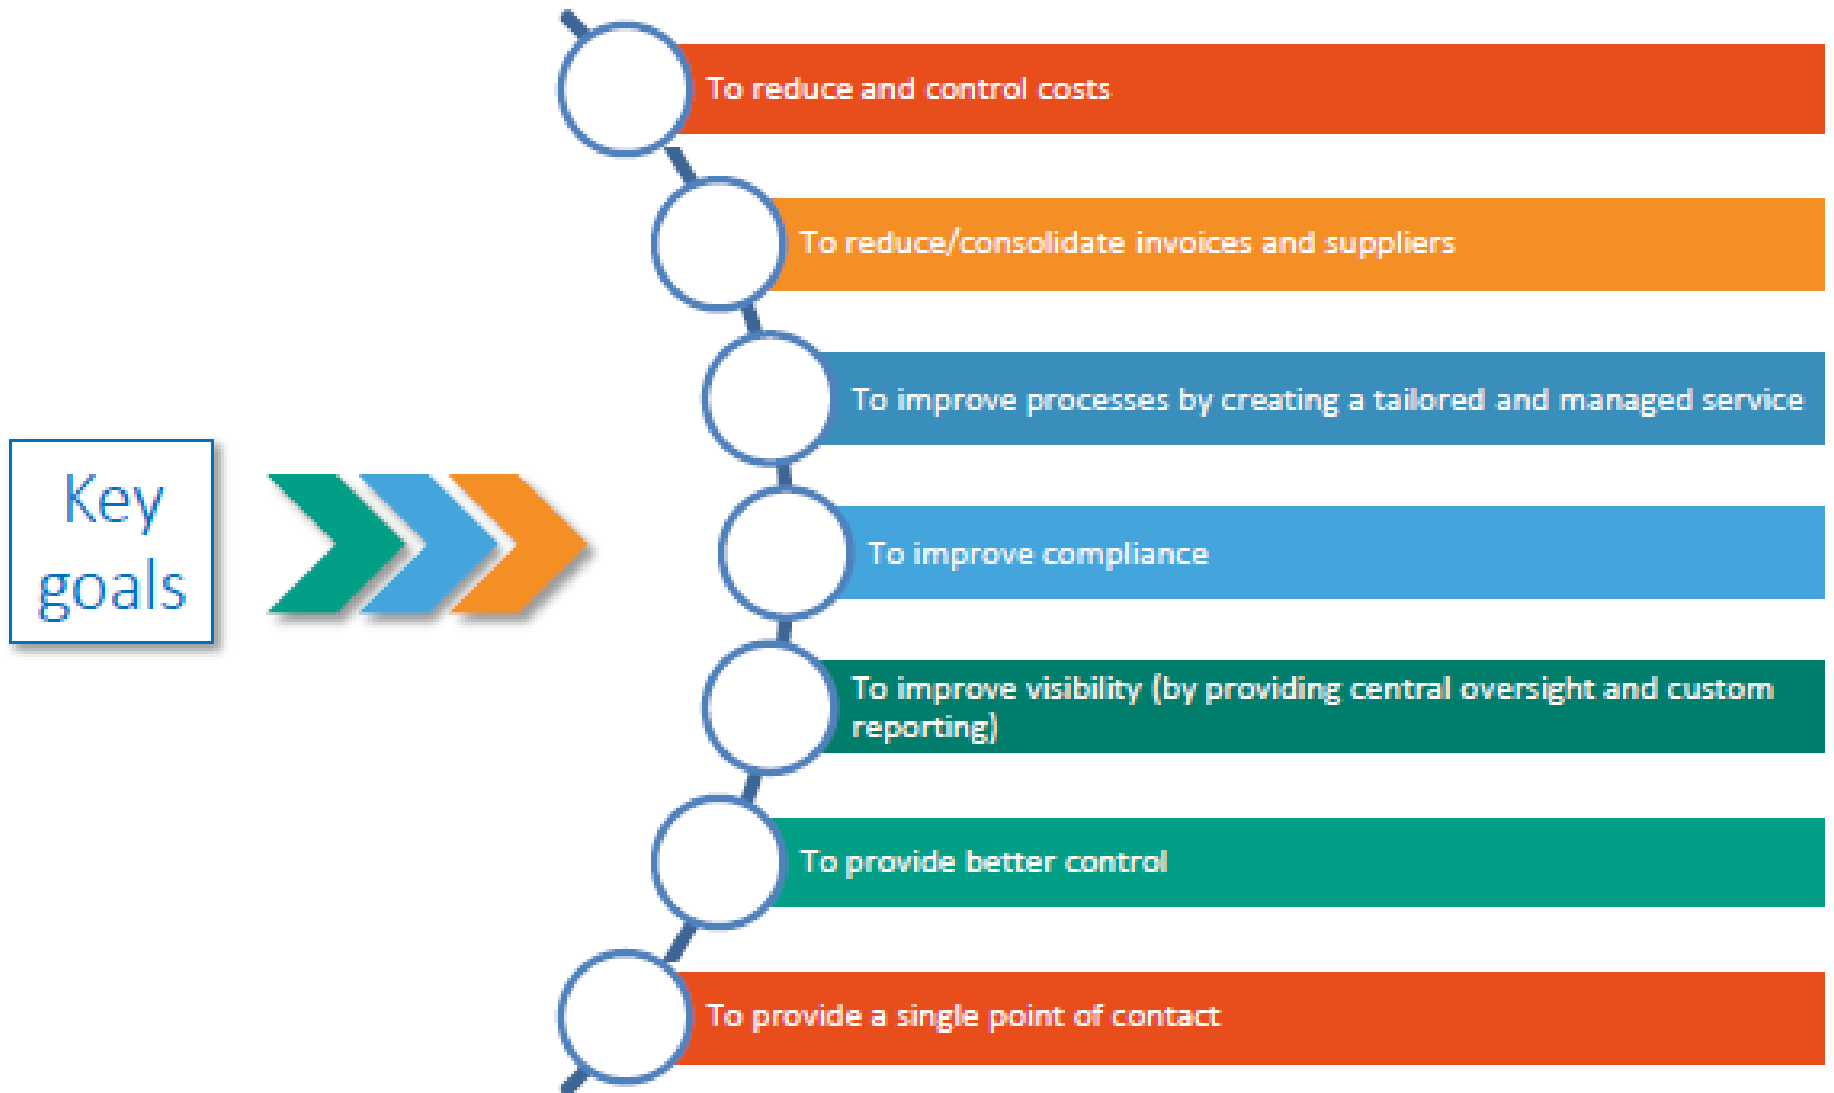 Key
goals
To reduce and control costs
To reduce/consolidate invoices and suppliers
To improve processes by creating a tailored and managed service
To improve compliance
To improve visibility (by providing central oversight and custom
reporting)
To provide better control
To provide a single point of contact